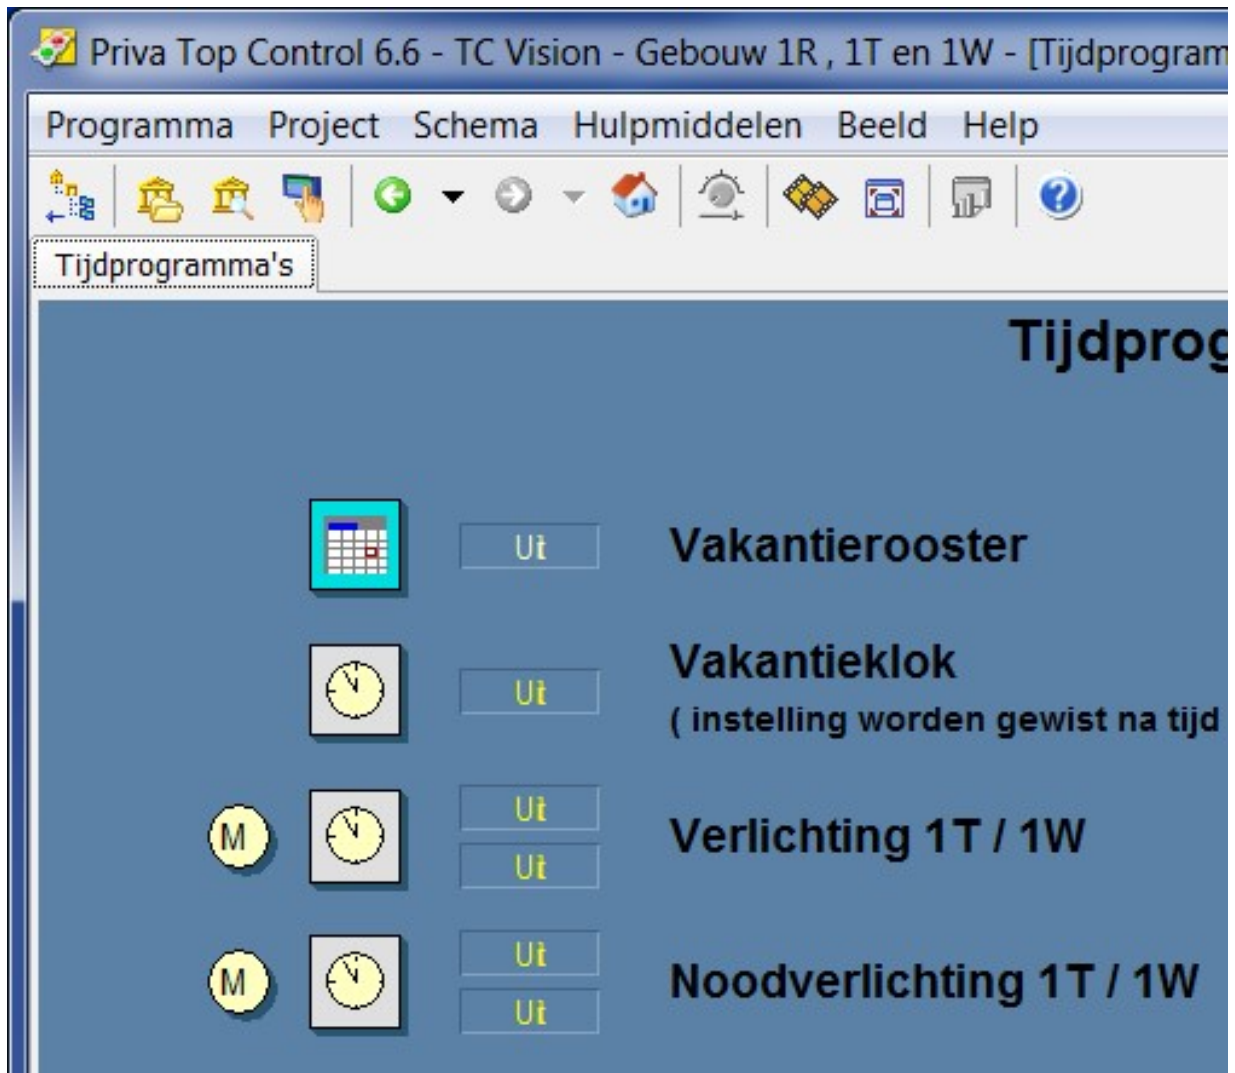 Priva Top Control 6.6 - TC Vision - Gebouw 1R , 1T en 1W - [Tijdprogram
Programma Project Schema Hulpmiddelen Beeld Help
Tijdprogramma's
Tijdprog
Uit Vakantierooster
Vakantieklok
Uit
( instelling worden gewist na tijd
Uit
M Verlichting 1T / 1W
Uit
Uit
M Noodverlichting 1T / 1W
Uit